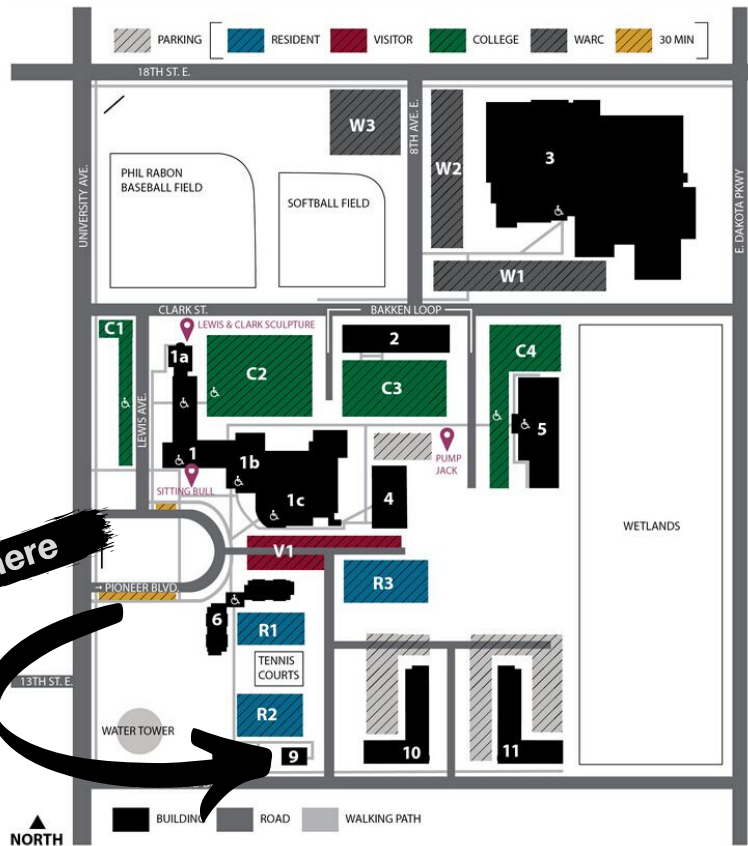 PARKING RESIDENT VISITOR COLLEGE WARC 30 MIN
18TH ST. E.
UNIVERSITY AVE.
8TH AVE. E.
E. DAKOTA PKWY
W3
W2
3
PHIL RABON
BASEBALL FIELD
SOFTBALL FIELD
W1
CLARK ST.
BAKKEN LOOP
C1
LEWIS & CLARK SCULPTURE
2
1a
C2
C3
C4
LEWIS AVE.
5
1
1b
PUMP
JACK
SITTING BULL
1c
4
WETLANDS
V1
→ PIONEER BLVD.
R3
6
R1
TENNIS
COURTS
13TH ST. E.
R2
WATER TOWER
9
10
11
BUILDING ROAD WALKING PATH
NORTH